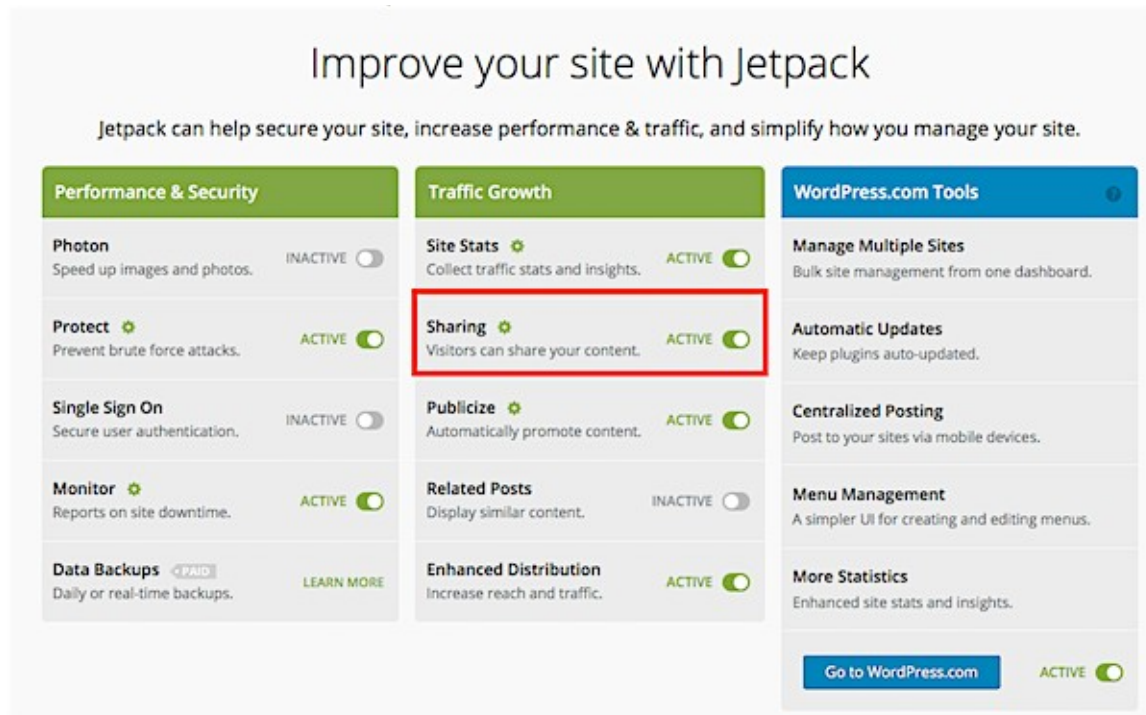 Improve your site with Jetpack
Jetpack can help secure your site, increase performance & traffic, and simplify how you manage your site.
Performance & Security
Photon
Speed up images and photos.
INACTIVE
Protect
Prevent brute force attacks.
ACTIVE
Single Sign On
Secure user authentication.
INACTIVE
Monitor
Reports on site downtime.
ACTIVE
Data Backups PAID
Daily or real-time backups.
LEARN MORE
Traffic Growth
Site Stats
Collect traffic stats and insights.
ACTIVE
Sharing
Visitors can share your content.
ACTIVE
Publicize
Automatically promote content.
ACTIVE
Related Posts
Display similar content.
INACTIVE
Enhanced Distribution
Increase reach and traffic.
ACTIVE
WordPress.com Tools
Manage Multiple Sites
Bulk site management from one dashboard.
Automatic Updates
Keep plugins auto-updated.
Centralized Posting
Post to your sites via mobile devices.
Menu Management
A simpler UI for creating and editing menus.
More Statistics
Enhanced site stats and insights.
Go to WordPress.com
ACTIVE